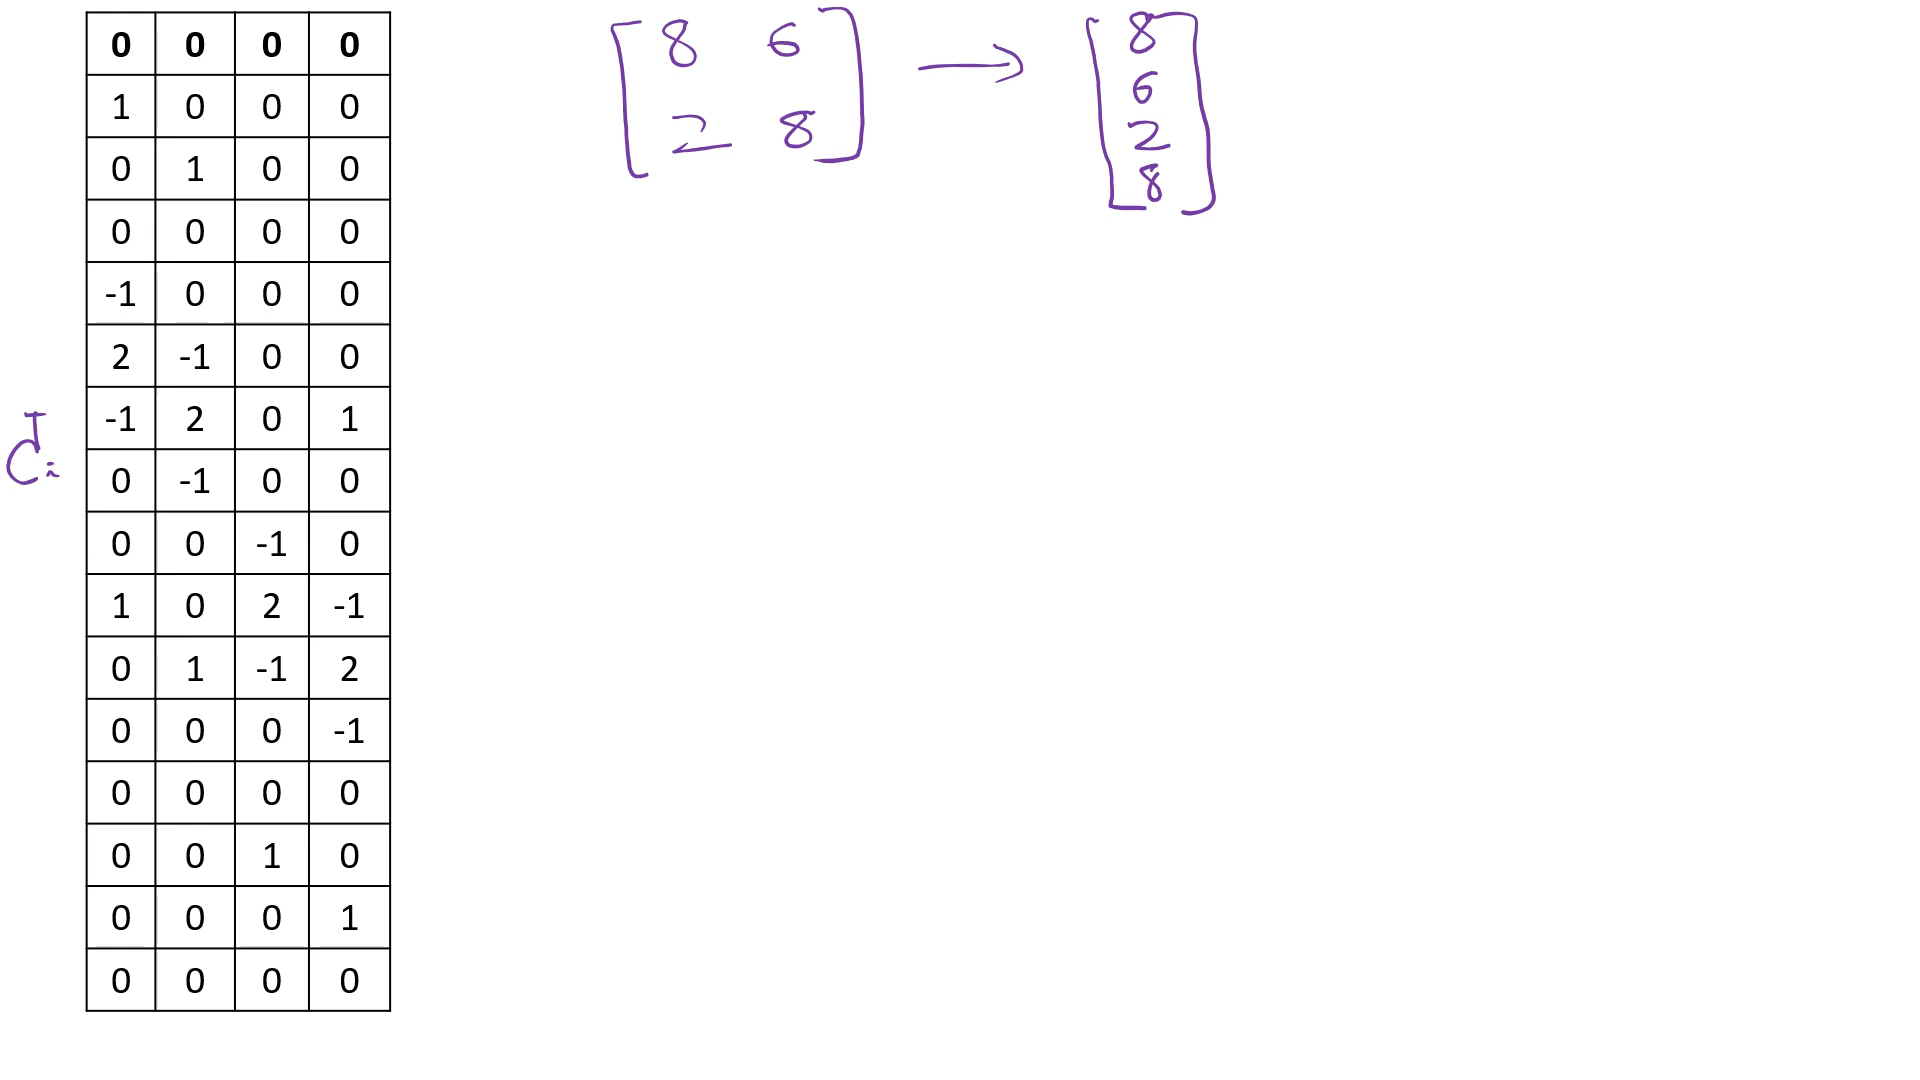 0 0 0 0
1 0 0 0
0 1 0 0
0 0 0 0
-1 0 0 0
2 -1 0 0
-1 2 0 1
0 -1 0 0
0 0 -1 0
1 0 2 -1
0 1 -1 2
0 0 0 -1
0 0 0 0
0 0 1 0
0 0 0 1
0 0 0 0
C T
8 6
2 8
→
8
6
2
8